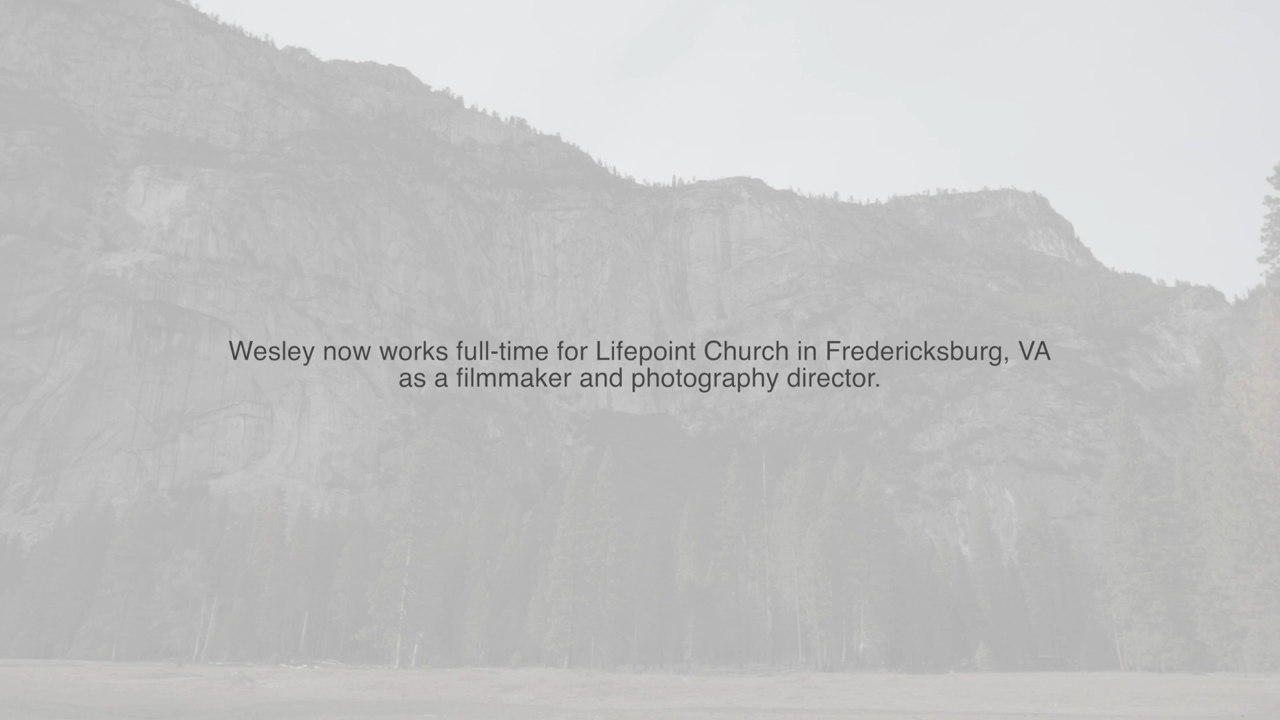 Wesley now works full-time for Lifepoint Church in Fredericksburg, VA
as a filmmaker and photography director.